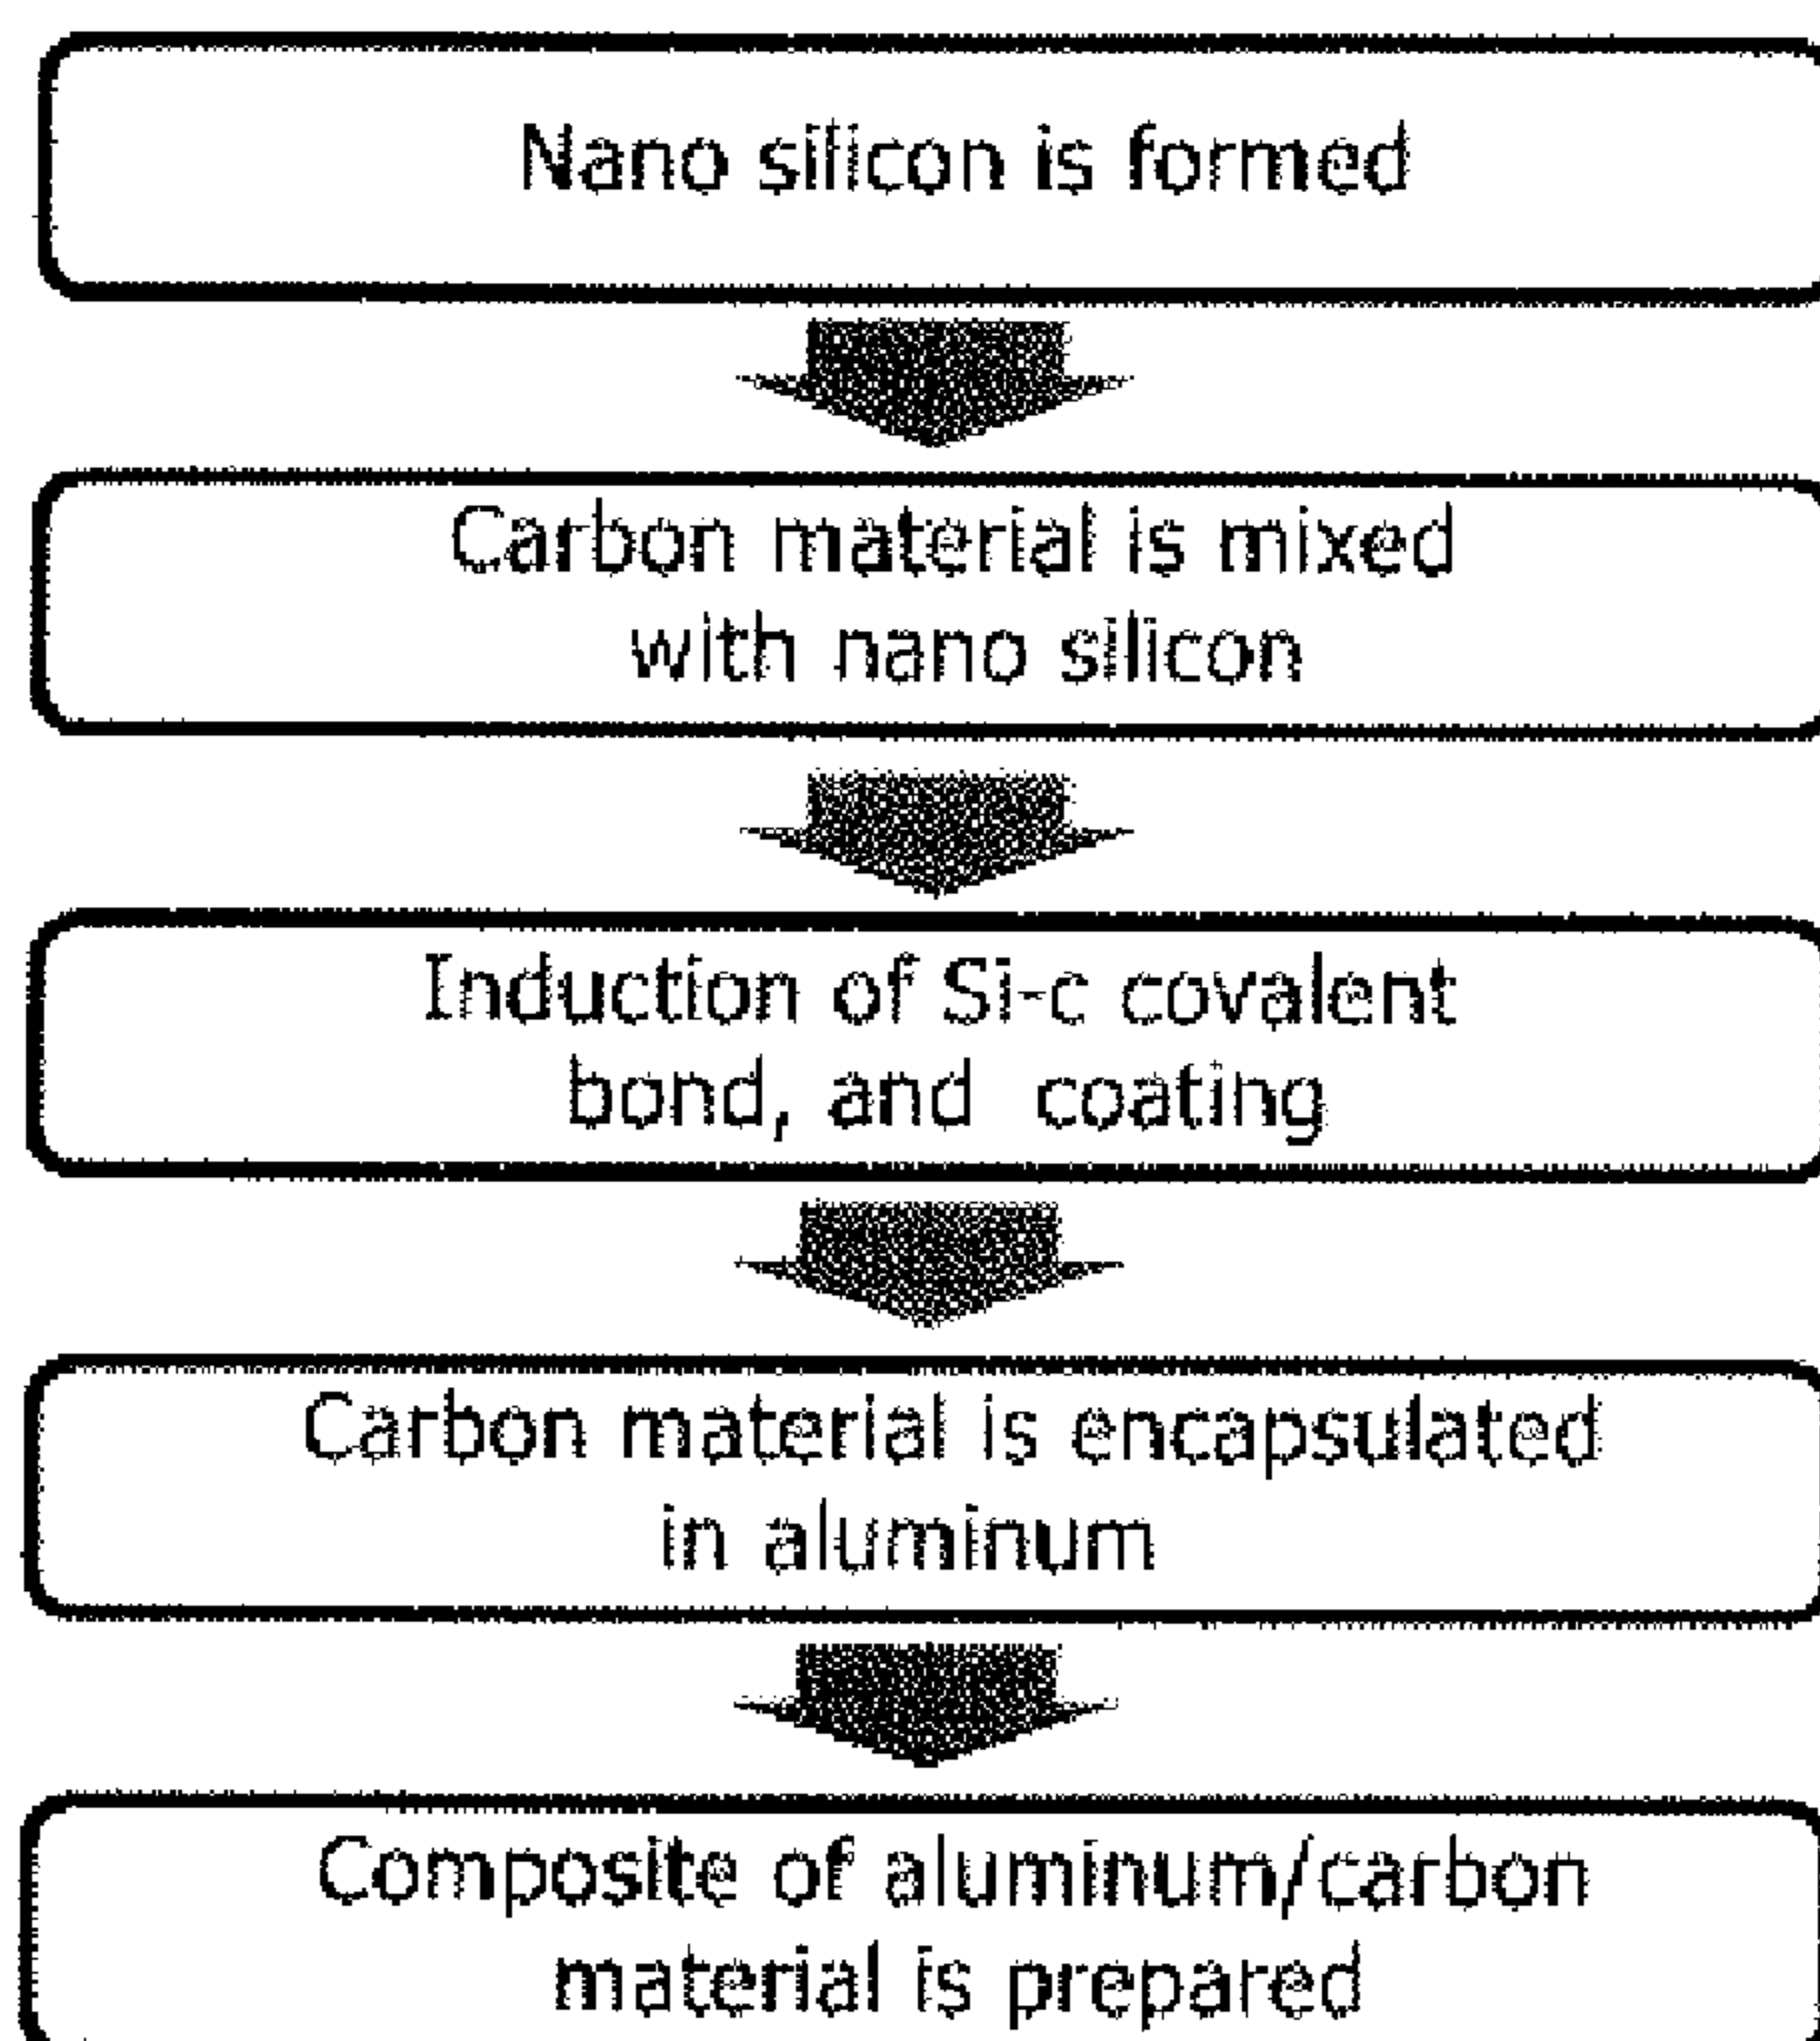 Nano silicon is formed
Carbon material is mixed
with nano silicon
Induction of Si-c covalent
bond, and coating
Carbon material is encapsulated
in aluminum
Composite of aluminum/carbon
material is prepared